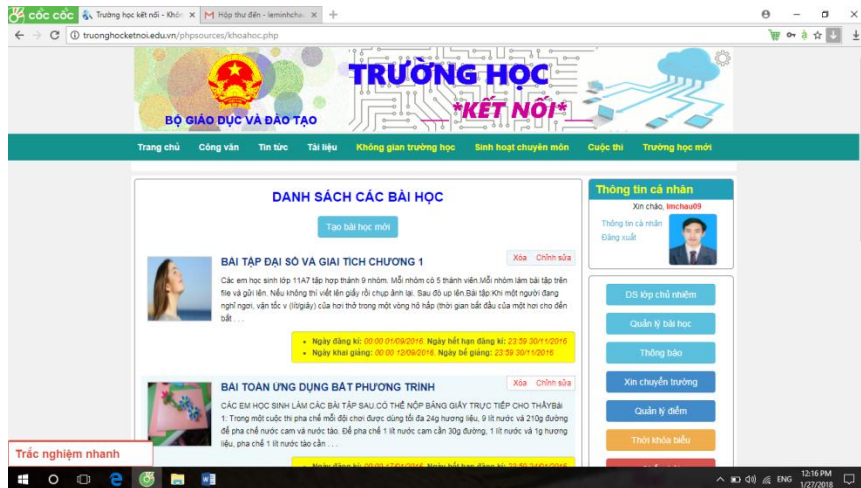 cốc cốc
Trường học kết nối - Khôn
Hộp thư đến - leminhcha
truonghocketnoi.edu.vn/phpsources/khoahoc.php
TRƯỜNG HỌC
*KẾT NỐI*
BỘ GIÁO DỤC VÀ ĐÀO TẠO
Trang chủ Công văn Tin tức Tài liệu Không gian trường học Sinh hoạt chuyên môn Cuộc thi Trường học mới
DANH SÁCH CÁC BÀI HỌC
Tạo bài học mới
BÀI TẬP ĐẠI SỐ VÀ GIẢI TÍCH CHƯƠNG 1
Xóa Chỉnh sửa
Các em học sinh lớp 11A7 tập hợp thành 9 nhóm. Mỗi nhóm có 5 thành viên.Mỗi nhóm làm bài tập trên
file và gửi lên. Nếu không thì viết lên giấy rồi chụp ảnh lại. Sau đó up lên.Bài tập:Khi một người đang
nghỉ ngơi, vận tốc v (lít/giây) của hơi thở trong một vòng hô hấp (thời gian bắt đầu của một hơi cho đến
bắt . . .
Ngày đăng kí: 00:00 01/09/2016. Ngày hết hạn đăng kí: 23:59 30/11/2016
Ngày khai giảng: 00:00 12/09/2016. Ngày bế giảng: 23:59 30/11/2016
BÀI TOÁN ỨNG DỤNG BẤT PHƯƠNG TRÌNH
Xóa Chỉnh sửa
CÁC EM HỌC SINH LÀM CÁC BÀI TẬP SAU.CÓ THỂ NỘP BẰNG GIẤY TRỰC TIẾP CHO THẦYBài
1: Trong một cuộc thi pha chế mỗi đội chơi được dùng tối đa 24g hương liệu, 9 lít nước và 210g đường
để pha chế nước cam và nước táo. Để pha chế 1 lít nước cam cần 30g đường, 1 lít nước và 1g hương
liệu, pha chế 1 lít nước táo cần . . .
Thông tin cá nhân
Xin chào, lmchau09
Thông tin cá nhân
Đăng xuất
DS lớp chủ nhiệm
Quản lý bài học
Thông báo
Xin chuyển trường
Quản lý điểm
Thời khóa biểu
Trắc nghiệm nhanh
ENG
12:16 PM
1/27/2018